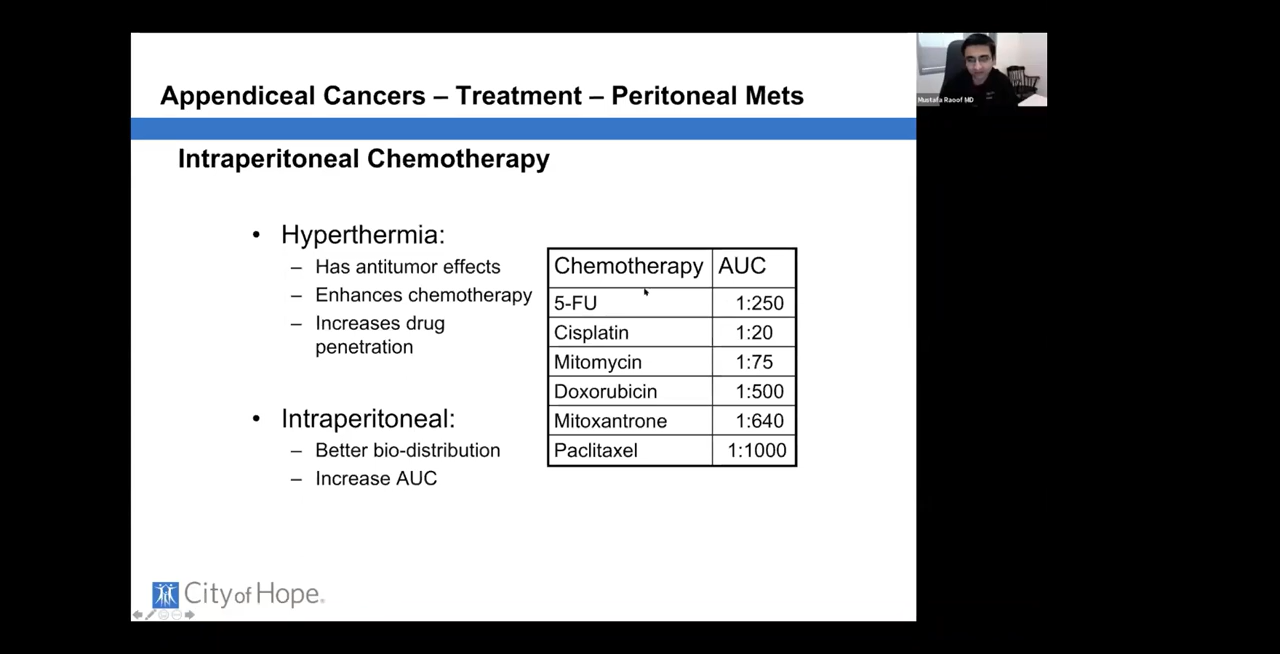 Appendiceal Cancers – Treatment – Peritoneal Mets
Intraperitoneal Chemotherapy
• Hyperthermia:
– Has antitumor effects
– Enhances chemotherapy
– Increases drug
penetration
• Intraperitoneal:
– Better bio-distribution
– Increase AUC
Chemotherapy AUC
5-FU 1:250
Cisplatin 1:20
Mitomycin 1:75
Doxorubicin 1:500
Mitoxantrone 1:640
Paclitaxel 1:1000
City of Hope®
Mustafa Raoof MD